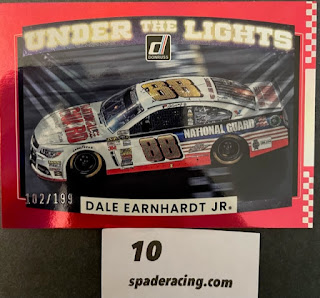 UNDER THE LIGHTS
DONRUSS
88
NATIONAL GUARD
88
102/199
DALE EARNHARDT JR.
10
spaderacing.com